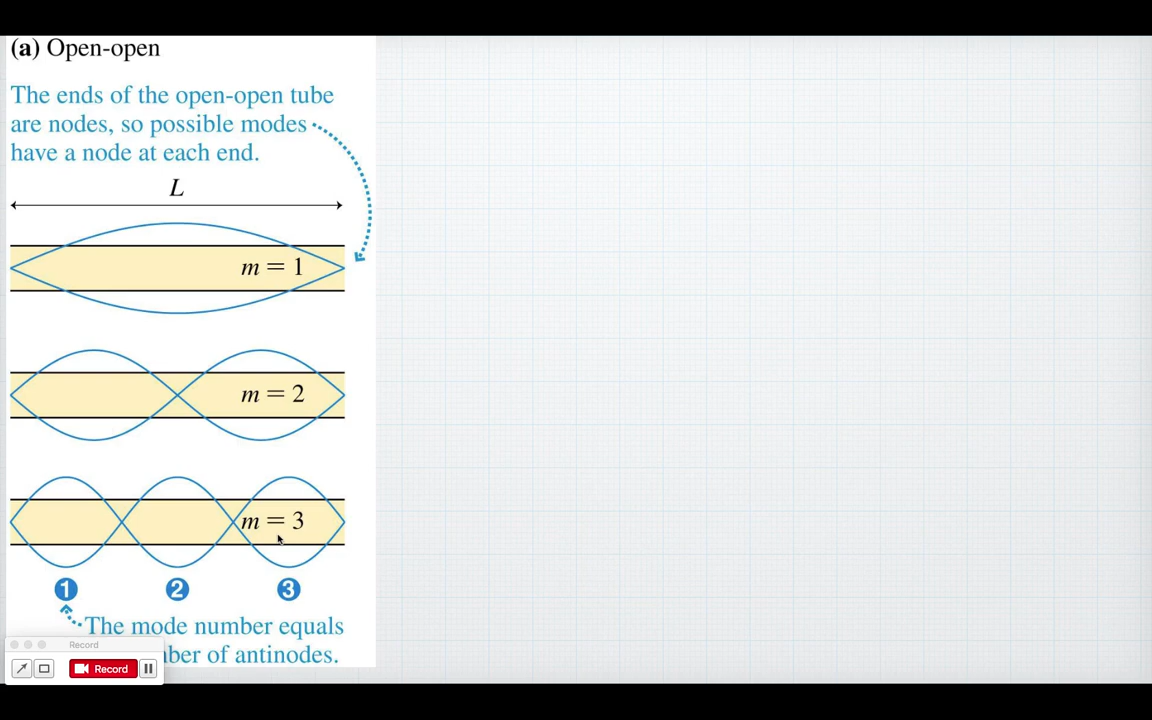 (a) Open-open
The ends of the open-open tube
are nodes, so possible modes
have a node at each end.
L
m = 1
m = 2
m = 3
1 2 3
The mode number equals
of antinodes.
Record
Record